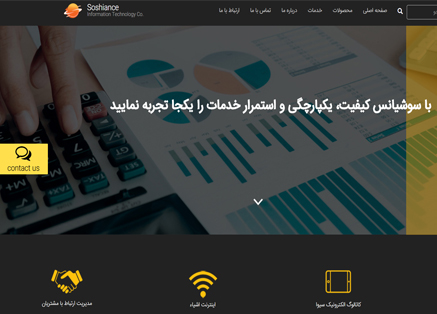 Soshiance
Information Technology Co.
صفحه اصلی
محصولات
خدمات
درباره ما
تماس با ما
ارتباط با ما
با سوشیانس کیفیت، یکپارچگی و استمرار خدمات را یکجا تجربه نمایید
contact us
کاتالوگ الکترونیک سیوا
اینترنت اشیاء
مدیریت ارتباط با مشتریان